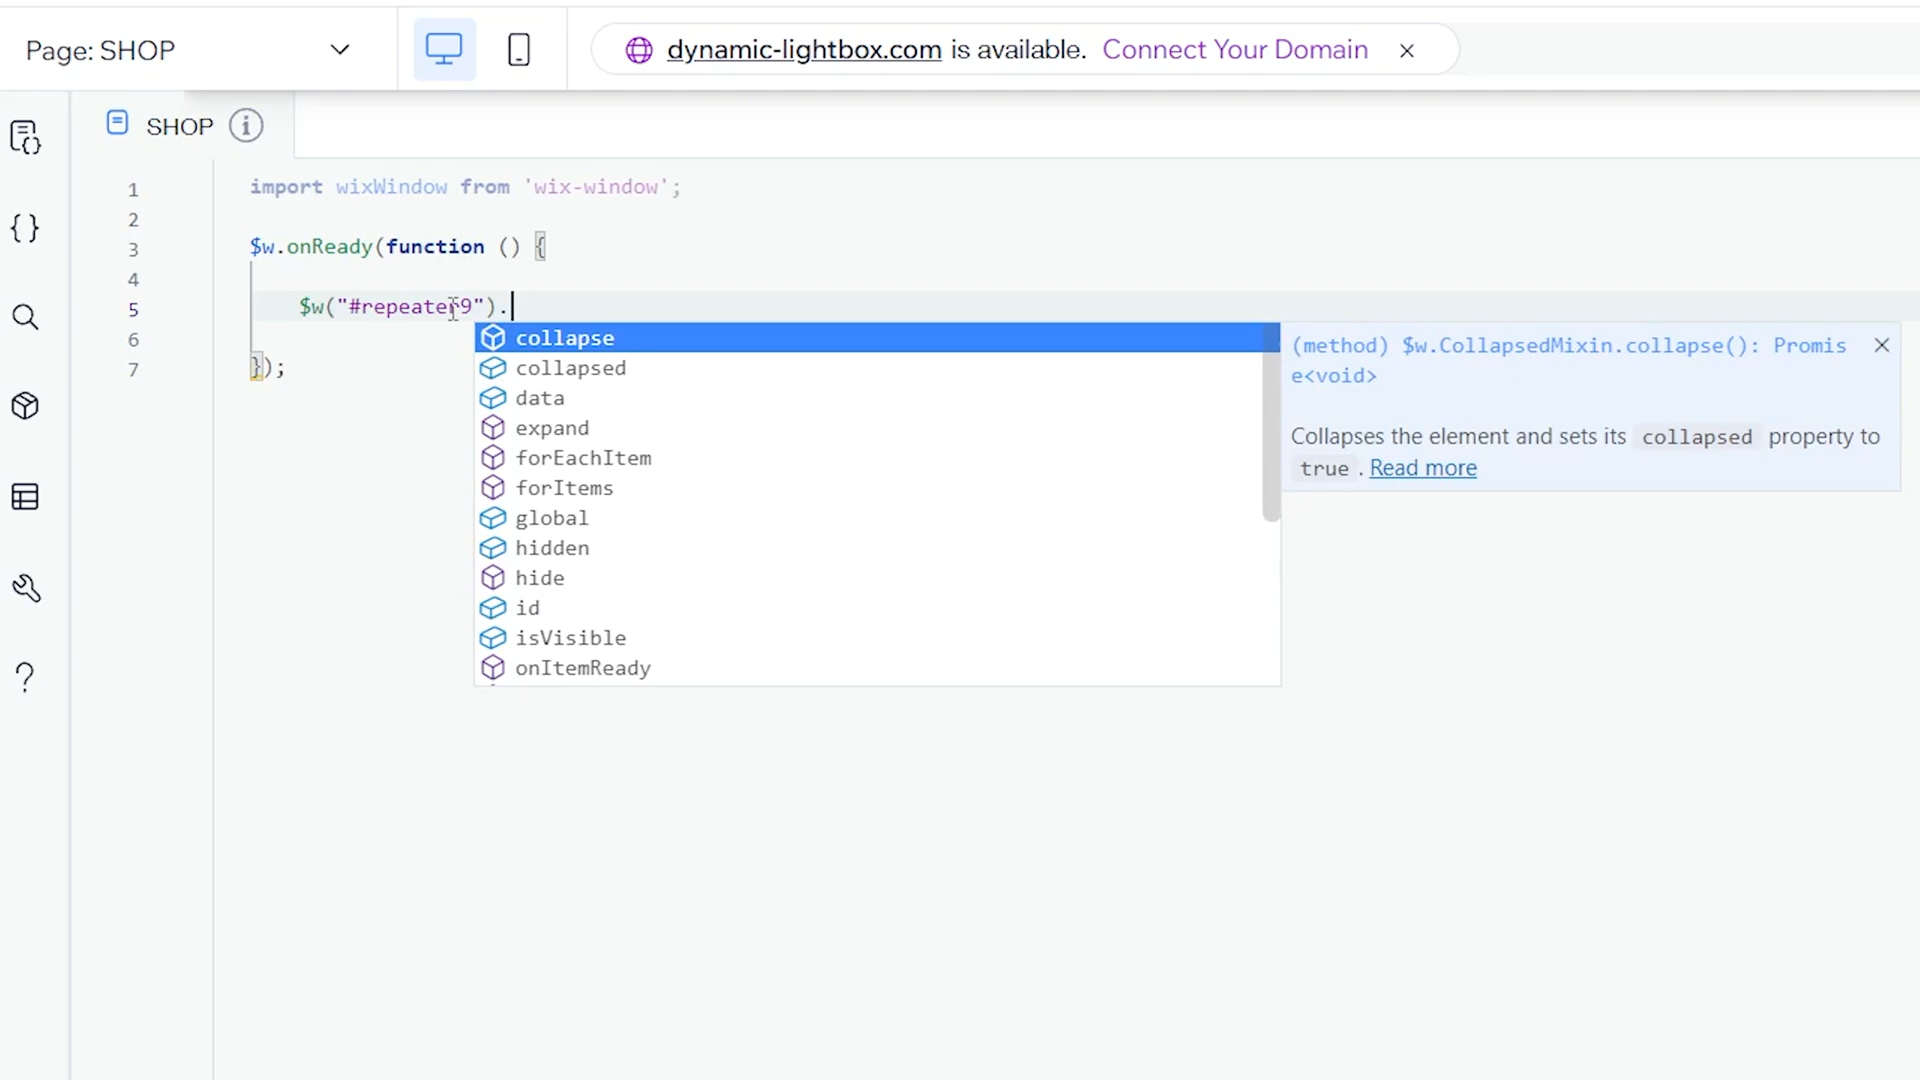 Page: SHOP
dynamic-lightbox.com is available. Connect Your Domain
SHOP
1 import wixWindow from 'wix-window';
2
3 $w.onReady(function () {
4
5 $w("#repeater9").
6
7 });
collapse
collapsed
data
expand
forEachItem
forItems
global
hidden
hide
id
isVisible
onItemReady
(method) $w.CollapsedMixin.collapse(): Promis
e<void>
Collapses the element and sets its collapsed property to
true . Read more